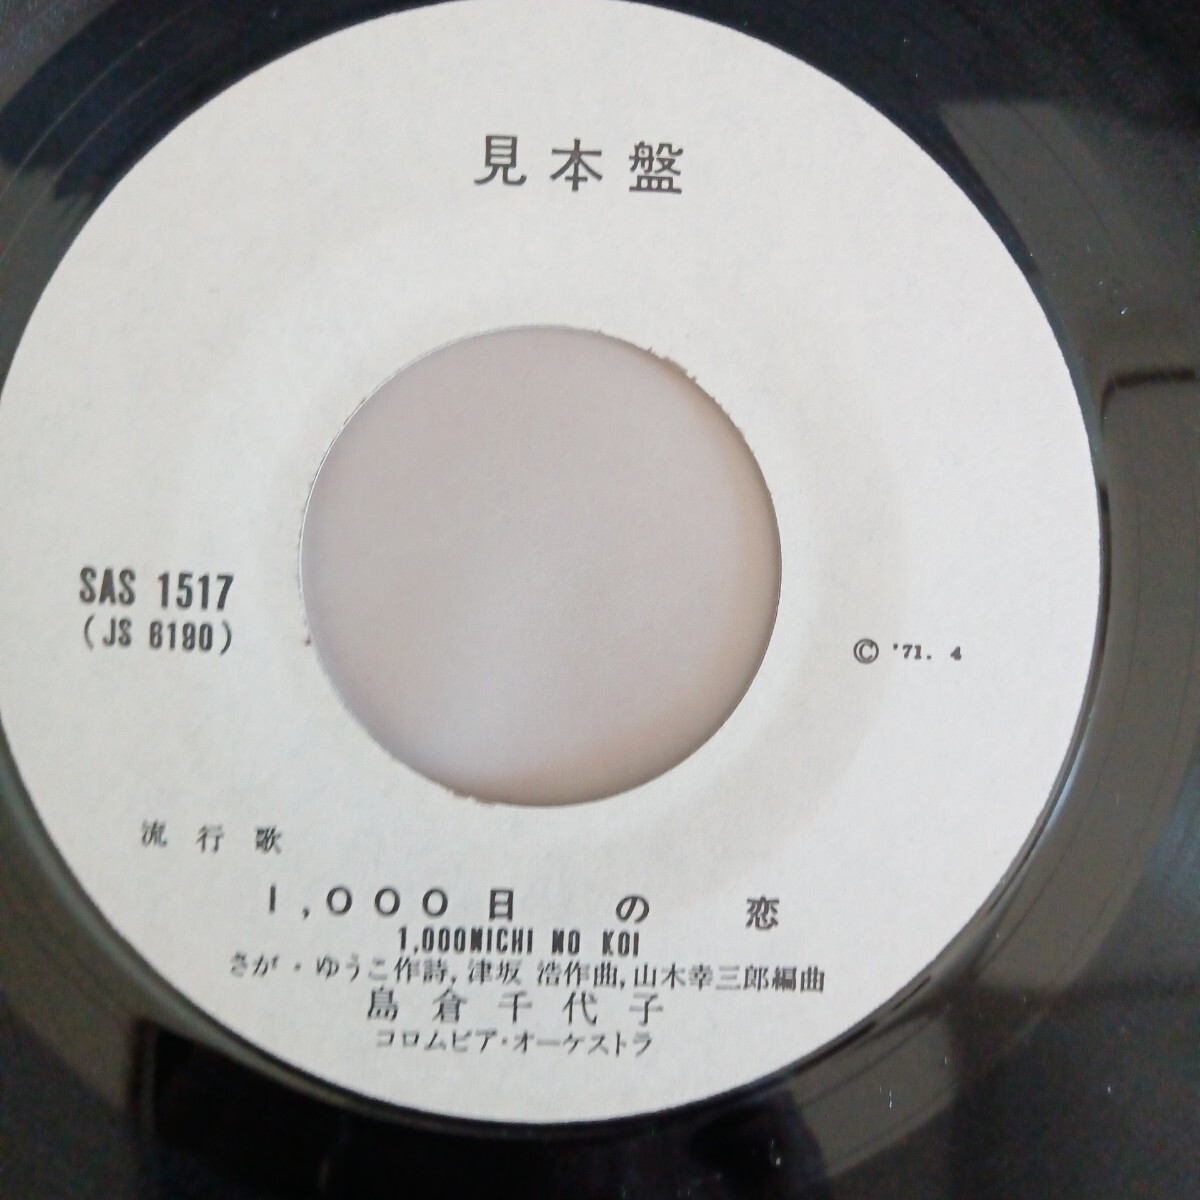 見本盤
SAS 1517
(JS 6190)
Ⓒ '71. 4
流行歌
1,000日の恋
1,000NICHI NO KOI
さが・ゆうこ作詩,津坂 浩作曲,山木幸三郎編曲
島倉千代子
コロムビア・オーケストラ